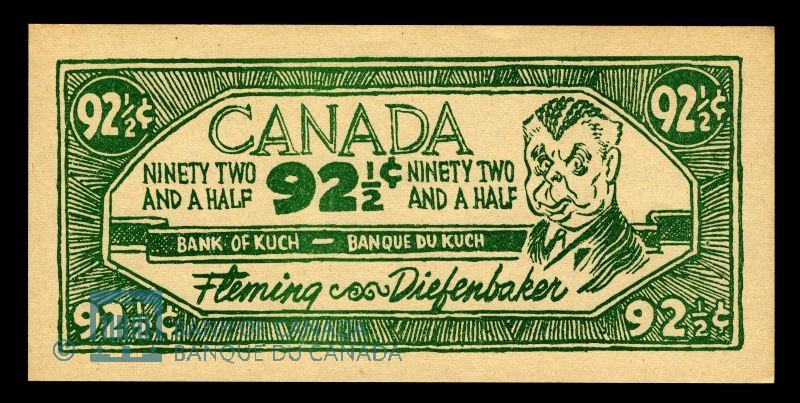 92½¢ 92½¢
CANADA
NINETY TWO AND A HALF 92½¢ NINETY TWO AND A HALF
BANK OF KUCH — BANQUE DU KUCH
Fleming Diefenbaker
92½¢ 92½¢
© BANK OF CANADA
BANQUE DU CANADA